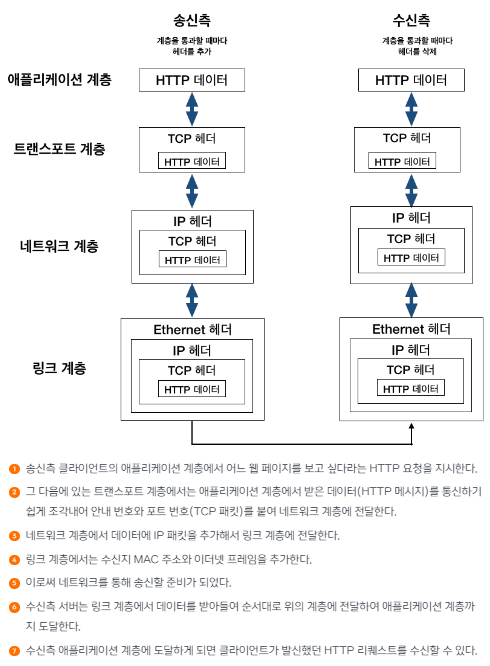 송신측
수신측
계층을 통과할 때마다
헤더를 추가
계층을 통과할 때마다
헤더를 삭제
애플리케이션 계층
HTTP 데이터
HTTP 데이터
트랜스포트 계층
TCP 헤더
HTTP 데이터
TCP 헤더
HTTP 데이터
네트워크 계층
IP 헤더
TCP 헤더
HTTP 데이터
IP 헤더
TCP 헤더
HTTP 데이터
링크 계층
Ethernet 헤더
IP 헤더
TCP 헤더
HTTP 데이터
Ethernet 헤더
IP 헤더
TCP 헤더
HTTP 데이터
1 송신측 클라이언트의 애플리케이션 계층에서 어느 웹 페이지를 보고 싶다라는 HTTP 요청을 지시한다.
2 그 다음에 있는 트랜스포트 계층에서는 애플리케이션 계층에서 받은 데이터(HTTP 메시지)를 통신하기
쉽게 조각내어 안내 번호와 포트 번호(TCP 패킷)를 붙여 네트워크 계층에 전달한다.
3 네트워크 계층에서 데이터에 IP 패킷을 추가해서 링크 계층에 전달한다.
4 링크 계층에서는 수신지 MAC 주소와 이더넷 프레임을 추가한다.
5 이로써 네트워크를 통해 송신할 준비가 되었다.
6 수신측 서버는 링크 계층에서 데이터를 받아들여 순서대로 위의 계층에 전달하여 애플리케이션 계층까
지 도달한다.
7 수신측 애플리케이션 계층에 도달하게 되면 클라이언트가 발신했던 HTTP 리퀘스트를 수신할 수 있다.